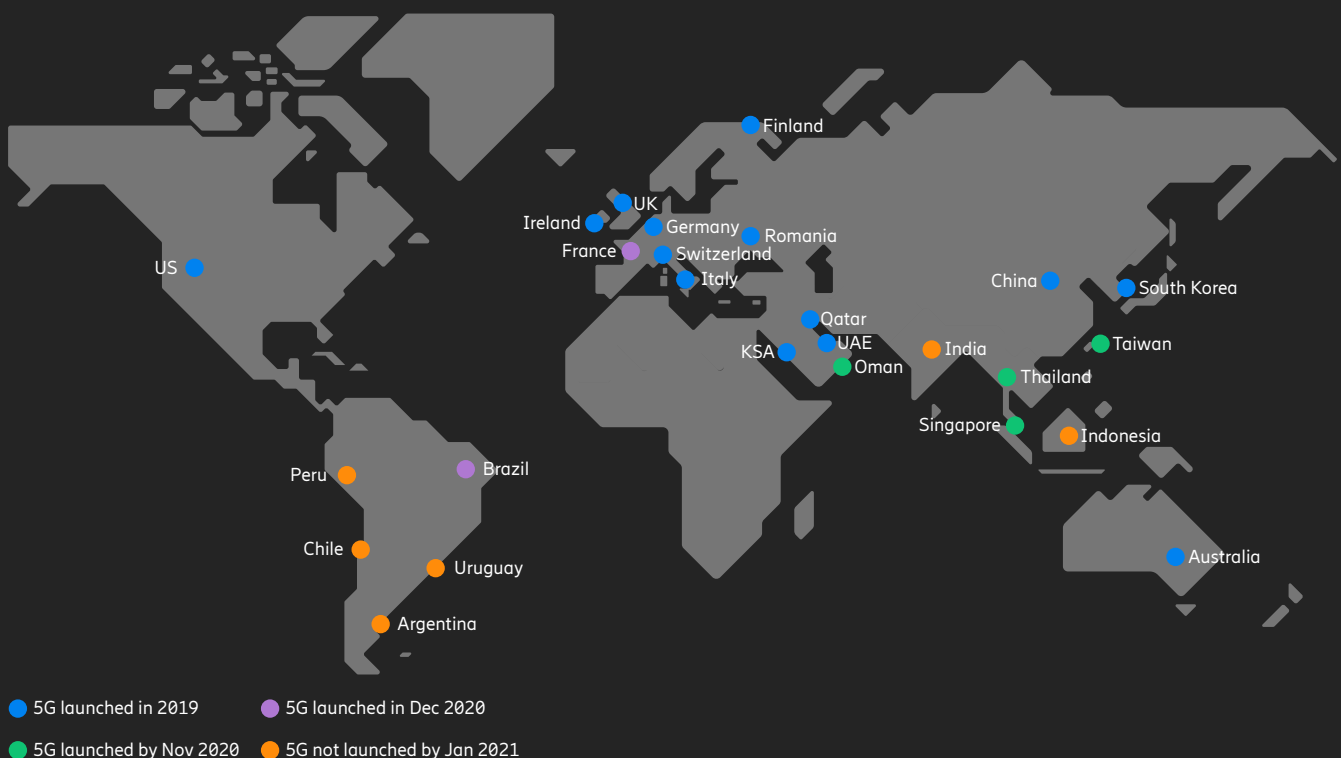 Finland
UK
Ireland
Germany
Romania
France
Switzerland
US
Italy
China
South Korea
Qatar
UAE
Taiwan
KSA
India
Oman
Thailand
Singapore
Indonesia
Peru
Brazil
Chile
Australia
Uruguay
Argentina
5G launched in 2019
5G launched in Dec 2020
5G launched by Nov 2020
5G not launched by Jan 2021